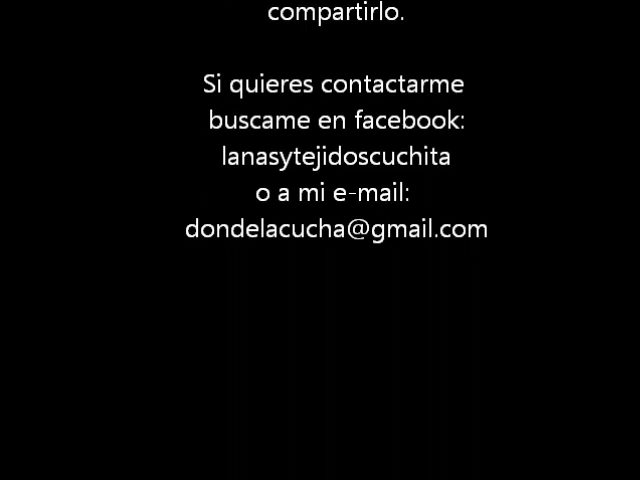 compartirlo.
Si quieres contactarme
buscame en facebook:
lanasytejidoscuchita
o a mi e-mail:
dondelacucha@gmail.com